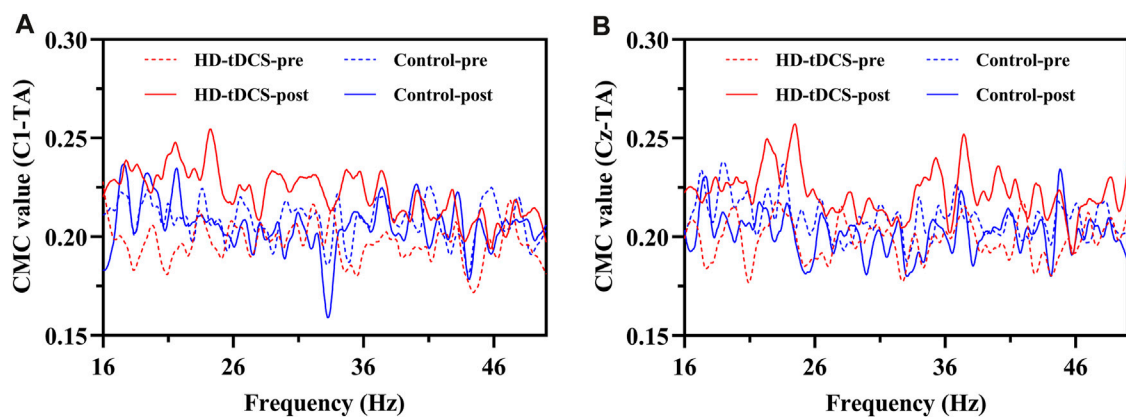 A
CMC value (C1-TA)
0.30
0.25
0.20
0.15
HD-tDCS-pre
Control-pre
HD-tDCS-post
Control-post
16
26
36
46
Frequency (Hz)
B
CMC value (Cz-TA)
0.30
0.25
0.20
0.15
HD-tDCS-pre
Control-pre
HD-tDCS-post
Control-post
16
26
36
46
Frequency (Hz)